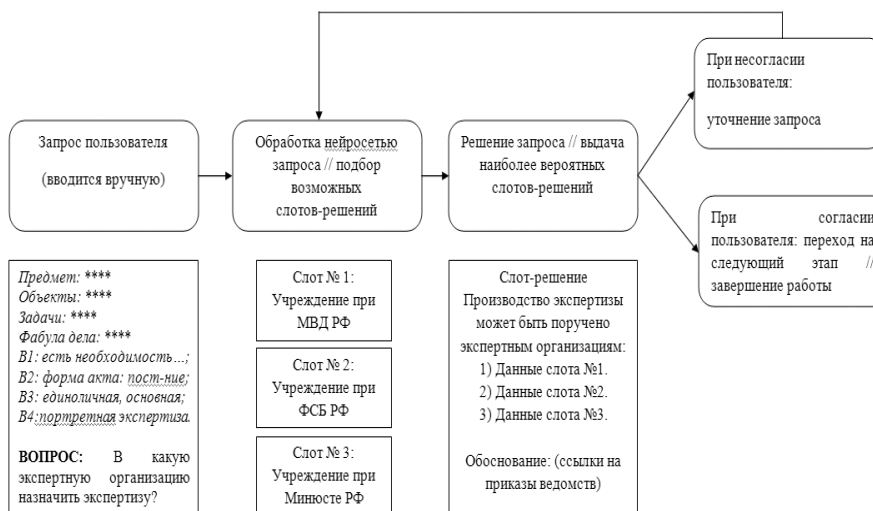 Запрос пользователя
(вводится вручную)
Обработка нейросетью
запроса // подбор
возможных
слотов-решений
Решение запроса // выдача
наиболее вероятных
слотов-решений
При несогласии
пользователя:
уточнение запроса
При согласии
пользователя: переход на
следующий этап //
завершение работы
Предмет: ****
Объекты: ****
Задачи: ****
Фабула дела: ****
В1: есть необходимость...;
В2: форма акта: пост-ние;
В3: единоличная, основная;
В4:портретная экспертиза.
ВОПРОС: В какую
экспертную организацию
назначить экспертизу?
Слот № 1:
Учреждение при
МВД РФ
Слот № 2:
Учреждение при
ФСБ РФ
Слот № 3:
Учреждение при
Минюсте РФ
Слот-решение
Производство экспертизы
может быть поручено
экспертным организациям:
1) Данные слота №1.
2) Данные слота №2.
3) Данные слота №3.
Обоснование: (ссылки на
приказы ведомств)